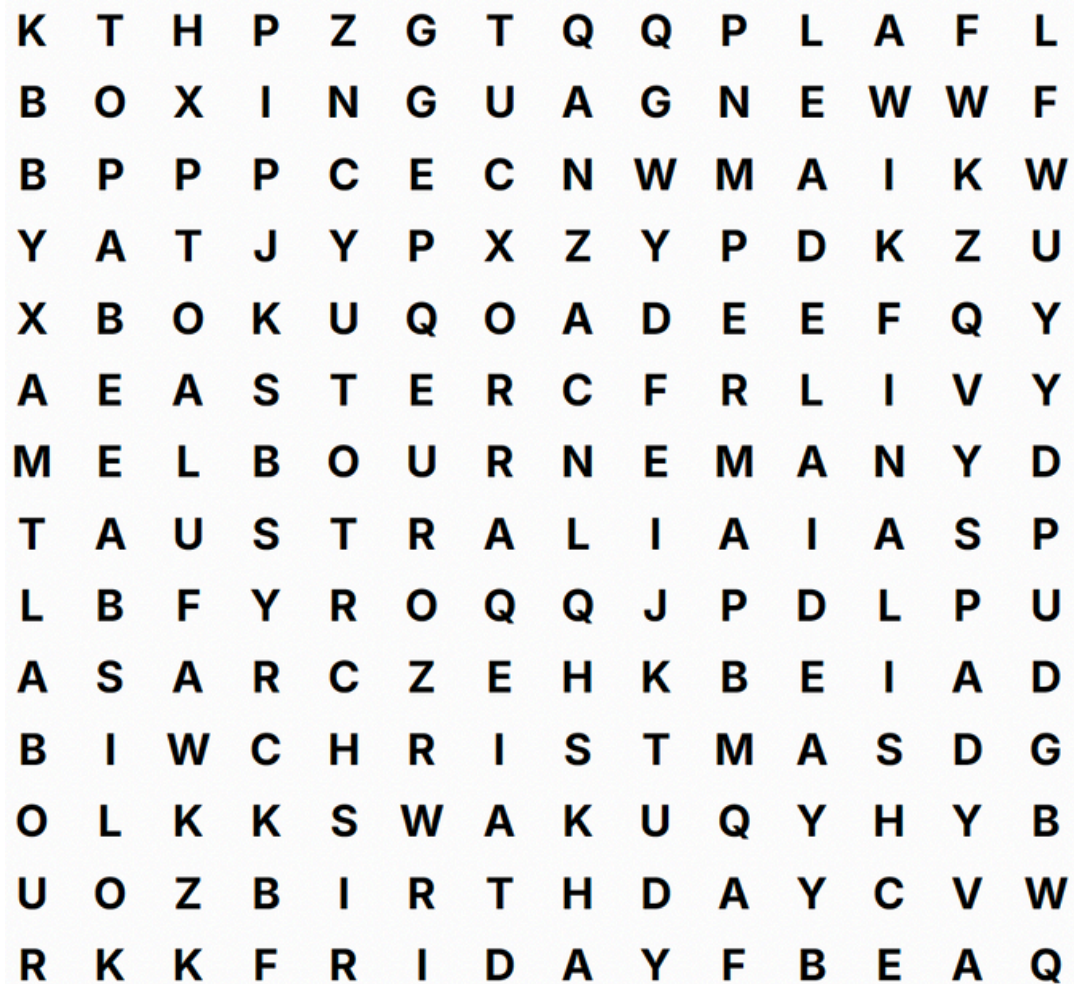 K T H P Z G T Q Q P L A F L
B O X I N G U A G N E W W F
B P P P C E C N W M A I K W
Y A T J Y P X Z Y P D K Z U
X B O K U Q O A D E E F Q Y
A E A S T E R C F R L I V Y
M E L B O U R N E M A N Y D
T A U S T R A L I A I A S P
L B F Y R O Q Q J P D L P U
A S A R C Z E H K B E I A D
B I W C H R I S T M A S D G
O L K K S W A K U Q Y H Y B
U O Z B I R T H D A Y C V W
R K K F R I D A Y F B E A Q